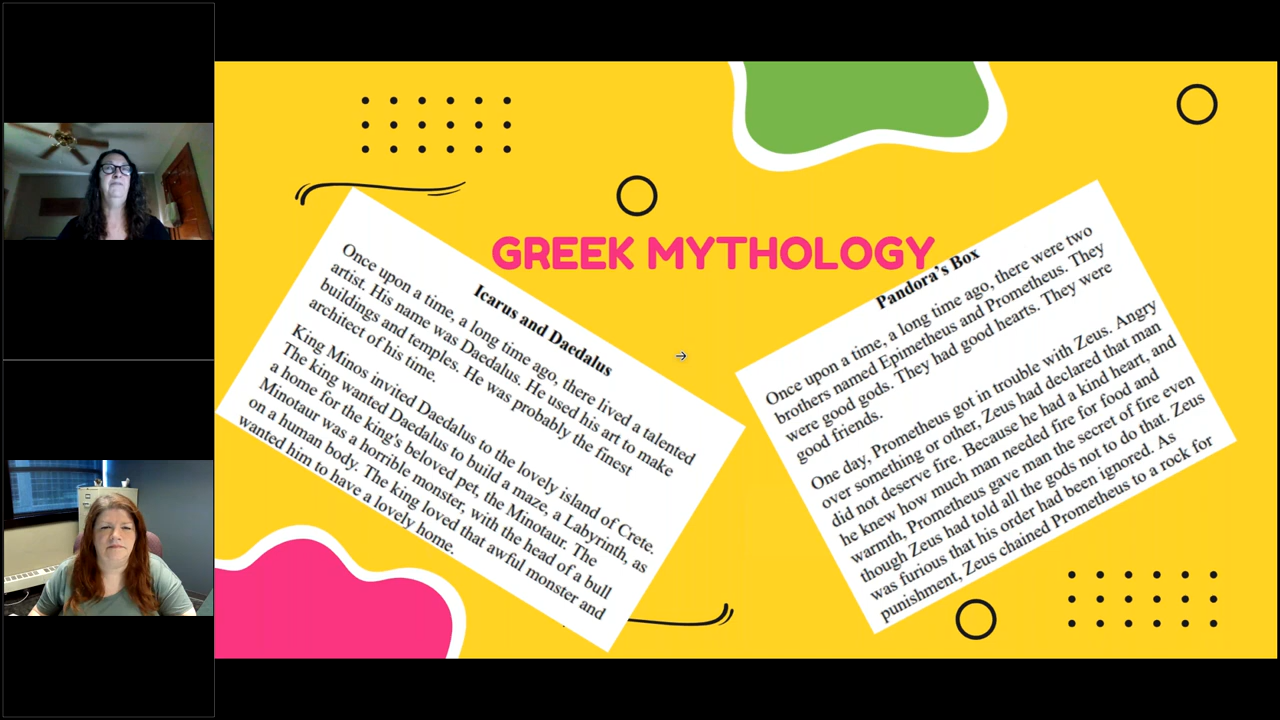 GREEK MYTHOLOGY
Icarus and Daedalus
Once upon a time, a long time ago, there lived a talented
artist. His name was Daedalus. He used his art to make
buildings and temples. He was probably the finest
architect of his time.
King Minos invited Daedalus to the lovely island of Crete.
The king wanted Daedalus to build a maze, a Labyrinth, as
a home for the king's beloved pet, the Minotaur. The
Minotaur was a horrible monster, with the head of a bull
on a human body. The king loved that awful monster and
wanted him to have a lovely home.
Pandora's Box
Once upon a time, a long time ago, there were two
brothers named Epimetheus and Prometheus. They
were good gods. They had good hearts. They were
good friends.
One day, Prometheus got in trouble with Zeus. Angry
over something or other, Zeus had declared that man
did not deserve fire. Because he had a kind heart, and
he knew how much man needed fire for food and
warmth, Prometheus gave man the secret of fire even
though Zeus had told all the gods not to do that. Zeus
was furious that his order had been ignored. As
punishment, Zeus chained Prometheus to a rock for